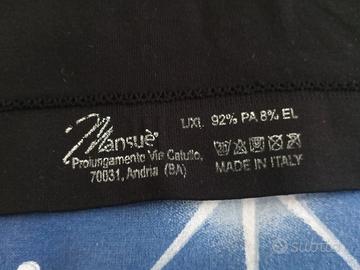 Mansuè®
Prolungamento Via Catullo,
70031, Andria (BA)
L/XL 92% PA 8% EL
MADE IN ITALY
subito